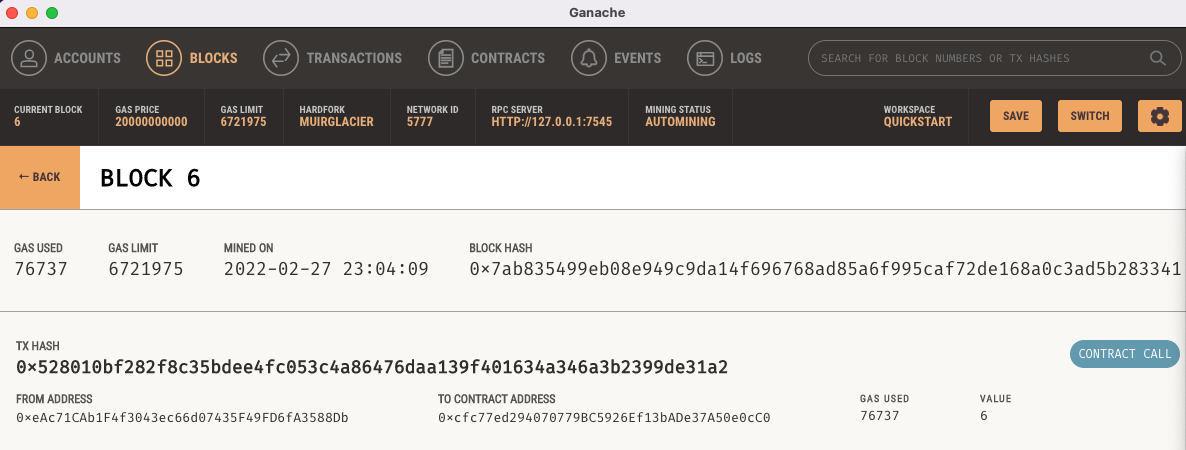 Ganache
ACCOUNTS BLOCKS TRANSACTIONS CONTRACTS EVENTS LOGS SEARCH FOR BLOCK NUMBERS OR TX HASHES
CURRENT BLOCK GAS PRICE GAS LIMIT HARDFORK NETWORK ID RPC SERVER MINING STATUS WORKSPACE
6 20000000000 6721975 MUIRGLACIER 5777 HTTP://127.0.0.1:7545 AUTOMINING QUICKSTART SAVE SWITCH
← BACK BLOCK 6
GAS USED GAS LIMIT MINED ON BLOCK HASH
76737 6721975 2022-02-27 23:04:09 0×7ab835499eb08e949c9da14f696768ad85a6f995caf72de168a0c3ad5b283341
TX HASH
0×528010bf282f8c35bdee4fc053c4a86476daa139f401634a346a3b2399de31a2 CONTRACT CALL
FROM ADDRESS TO CONTRACT ADDRESS GAS USED VALUE
0×eAc71CAb1F4f3043ec66d07435F49FD6fA3588Db 0×cfc77ed294070779BC5926Ef13bADe37A50e0cC0 76737 6